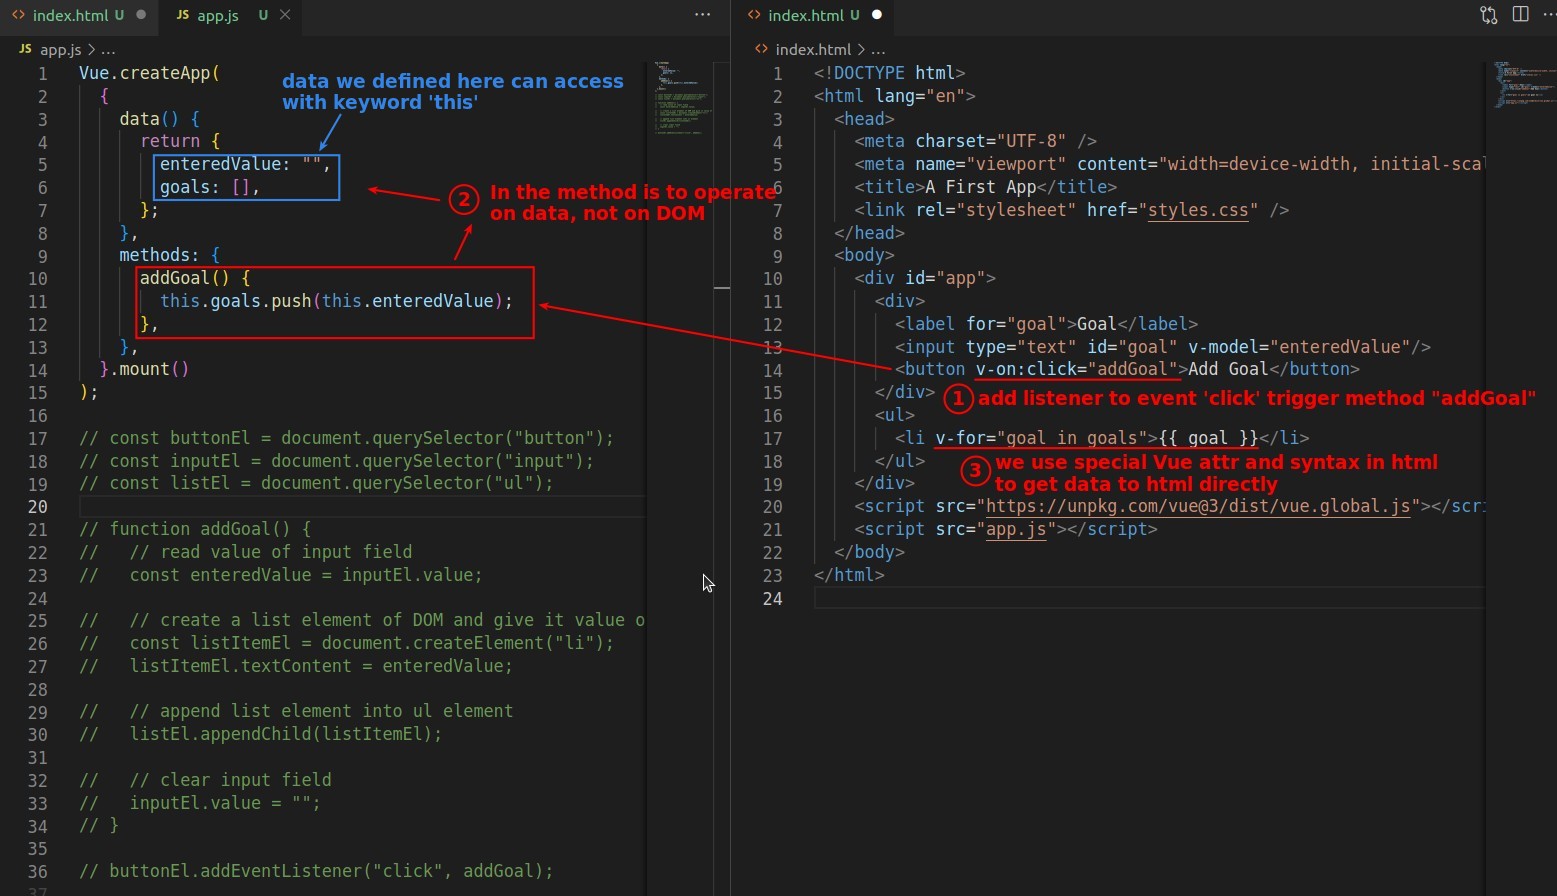 index.html U
JS app.js U
JS app.js > ...
1 Vue.createApp(
2 {
3 data() {
4 return {
5 enteredValue: "",
6 goals: [],
7 };
8 },
9 methods: {
10 addGoal() {
11 this.goals.push(this.enteredValue);
12 },
13 },
14 }.mount()
15 );
16
17 // const buttonEl = document.querySelector("button");
18 // const inputEl = document.querySelector("input");
19 // const listEl = document.querySelector("ul");
20
21 // function addGoal() {
22 //   // read value of input field
23 //   const enteredValue = inputEl.value;
24
25 //   // create a list element of DOM and give it value o
26 //   const listItemEl = document.createElement("li");
27 //   listItemEl.textContent = enteredValue;
28
29 //   // append list element into ul element
30 //   listEl.appendChild(listItemEl);
31
32 //   // clear input field
33 //   inputEl.value = "";
34 // }
35
36 // buttonEl.addEventListener("click", addGoal);
37
data we defined here can access
with keyword 'this'
2 In the method is to operate
on data, not on DOM
index.html U
index.html > ...
1 <!DOCTYPE html>
2 <html lang="en">
3 <head>
4 <meta charset="UTF-8" />
5 <meta name="viewport" content="width=device-width, initial-scal
6 <title>A First App</title>
7 <link rel="stylesheet" href="styles.css" />
8 </head>
9 <body>
10 <div id="app">
11 <div>
12 <label for="goal">Goal</label>
13 <input type="text" id="goal" v-model="enteredValue"/>
14 <button v-on:click="addGoal">Add Goal</button>
15 </div>
1 add listener to event 'click' trigger method "addGoal"
16 <ul>
17 <li v-for="goal in goals">{{ goal }}</li>
18 </ul>
3 we use special Vue attr and syntax in html
to get data to html directly
19 </div>
20 <script src="https://unpkg.com/vue@3/dist/vue.global.js"></scri
21 <script src="app.js"></script>
22 </body>
23 </html>
24